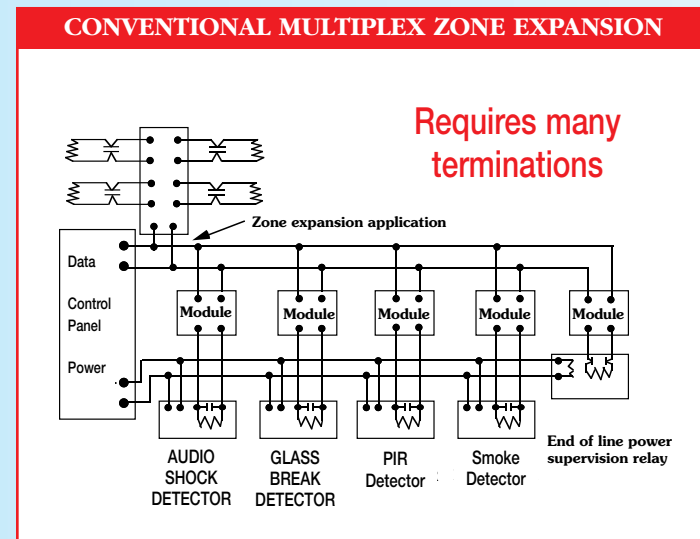 CONVENTIONAL MULTIPLEX ZONE EXPANSION
Requires many
terminations
Zone expansion application
Data
Control
Panel
Power
Module
Module
Module
Module
Module
AUDIO
SHOCK
DETECTOR
GLASS
BREAK
DETECTOR
PIR
Detector
Smoke
Detector
End of line power
supervision relay